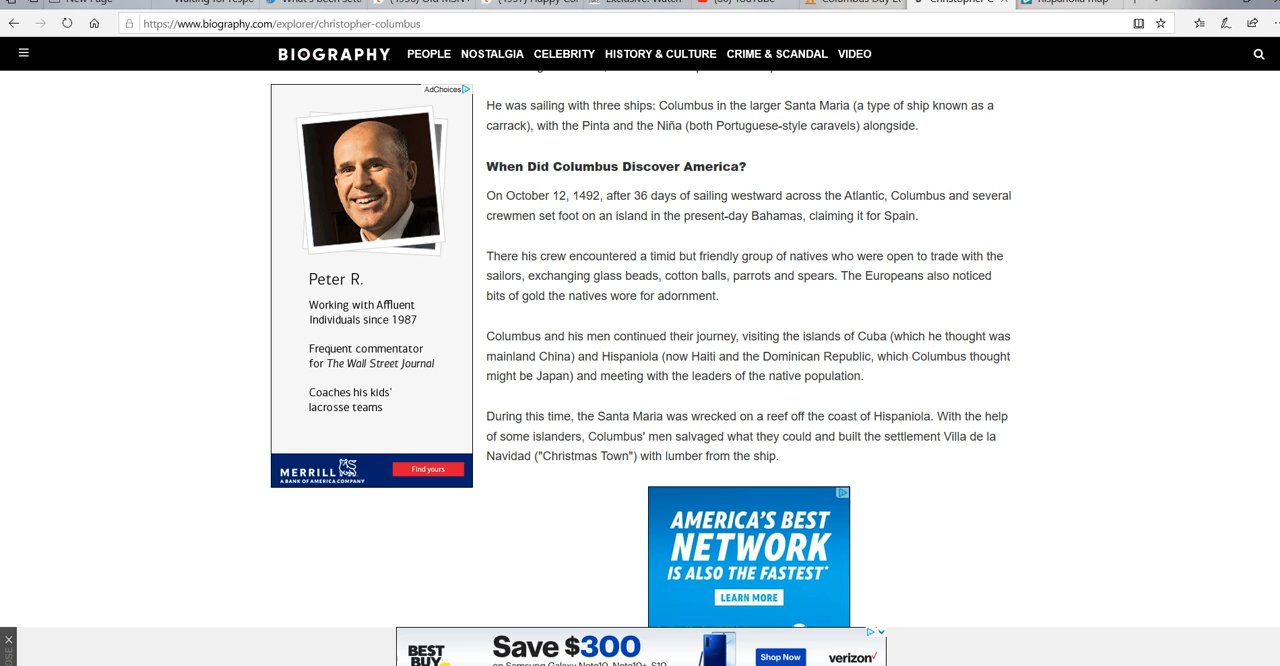 New Page
Waiting for respo
What's been sett
(1996) Old MSN
(1991) Happy Col
Exclusive: Watch
(60) YouTube
Columbus Day Ex
Christopher C
hispaniola map
https://www.biography.com/explorer/christopher-columbus
BIOGRAPHY PEOPLE NOSTALGIA CELEBRITY HISTORY & CULTURE CRIME & SCANDAL VIDEO
AdChoices
Peter R.
Working with Affluent
Individuals since 1987
Frequent commentator
for The Wall Street Journal
Coaches his kids'
lacrosse teams
MERRILL
A BANK OF AMERICA COMPANY
Find yours
He was sailing with three ships: Columbus in the larger Santa Maria (a type of ship known as a
carrack), with the Pinta and the Niña (both Portuguese-style caravels) alongside.
When Did Columbus Discover America?
On October 12, 1492, after 36 days of sailing westward across the Atlantic, Columbus and several
crewmen set foot on an island in the present-day Bahamas, claiming it for Spain.
There his crew encountered a timid but friendly group of natives who were open to trade with the
sailors, exchanging glass beads, cotton balls, parrots and spears. The Europeans also noticed
bits of gold the natives wore for adornment.
Columbus and his men continued their journey, visiting the islands of Cuba (which he thought was
mainland China) and Hispaniola (now Haiti and the Dominican Republic, which Columbus thought
might be Japan) and meeting with the leaders of the native population.
During this time, the Santa Maria was wrecked on a reef off the coast of Hispaniola. With the help
of some islanders, Columbus' men salvaged what they could and built the settlement Villa de la
Navidad ("Christmas Town") with lumber from the ship.
AMERICA'S BEST
NETWORK
IS ALSO THE FASTEST*
LEARN MORE
BEST
BUY
Save $300
on Samsung Galaxy Note10, Note10+, S10
Shop Now
verizon✓